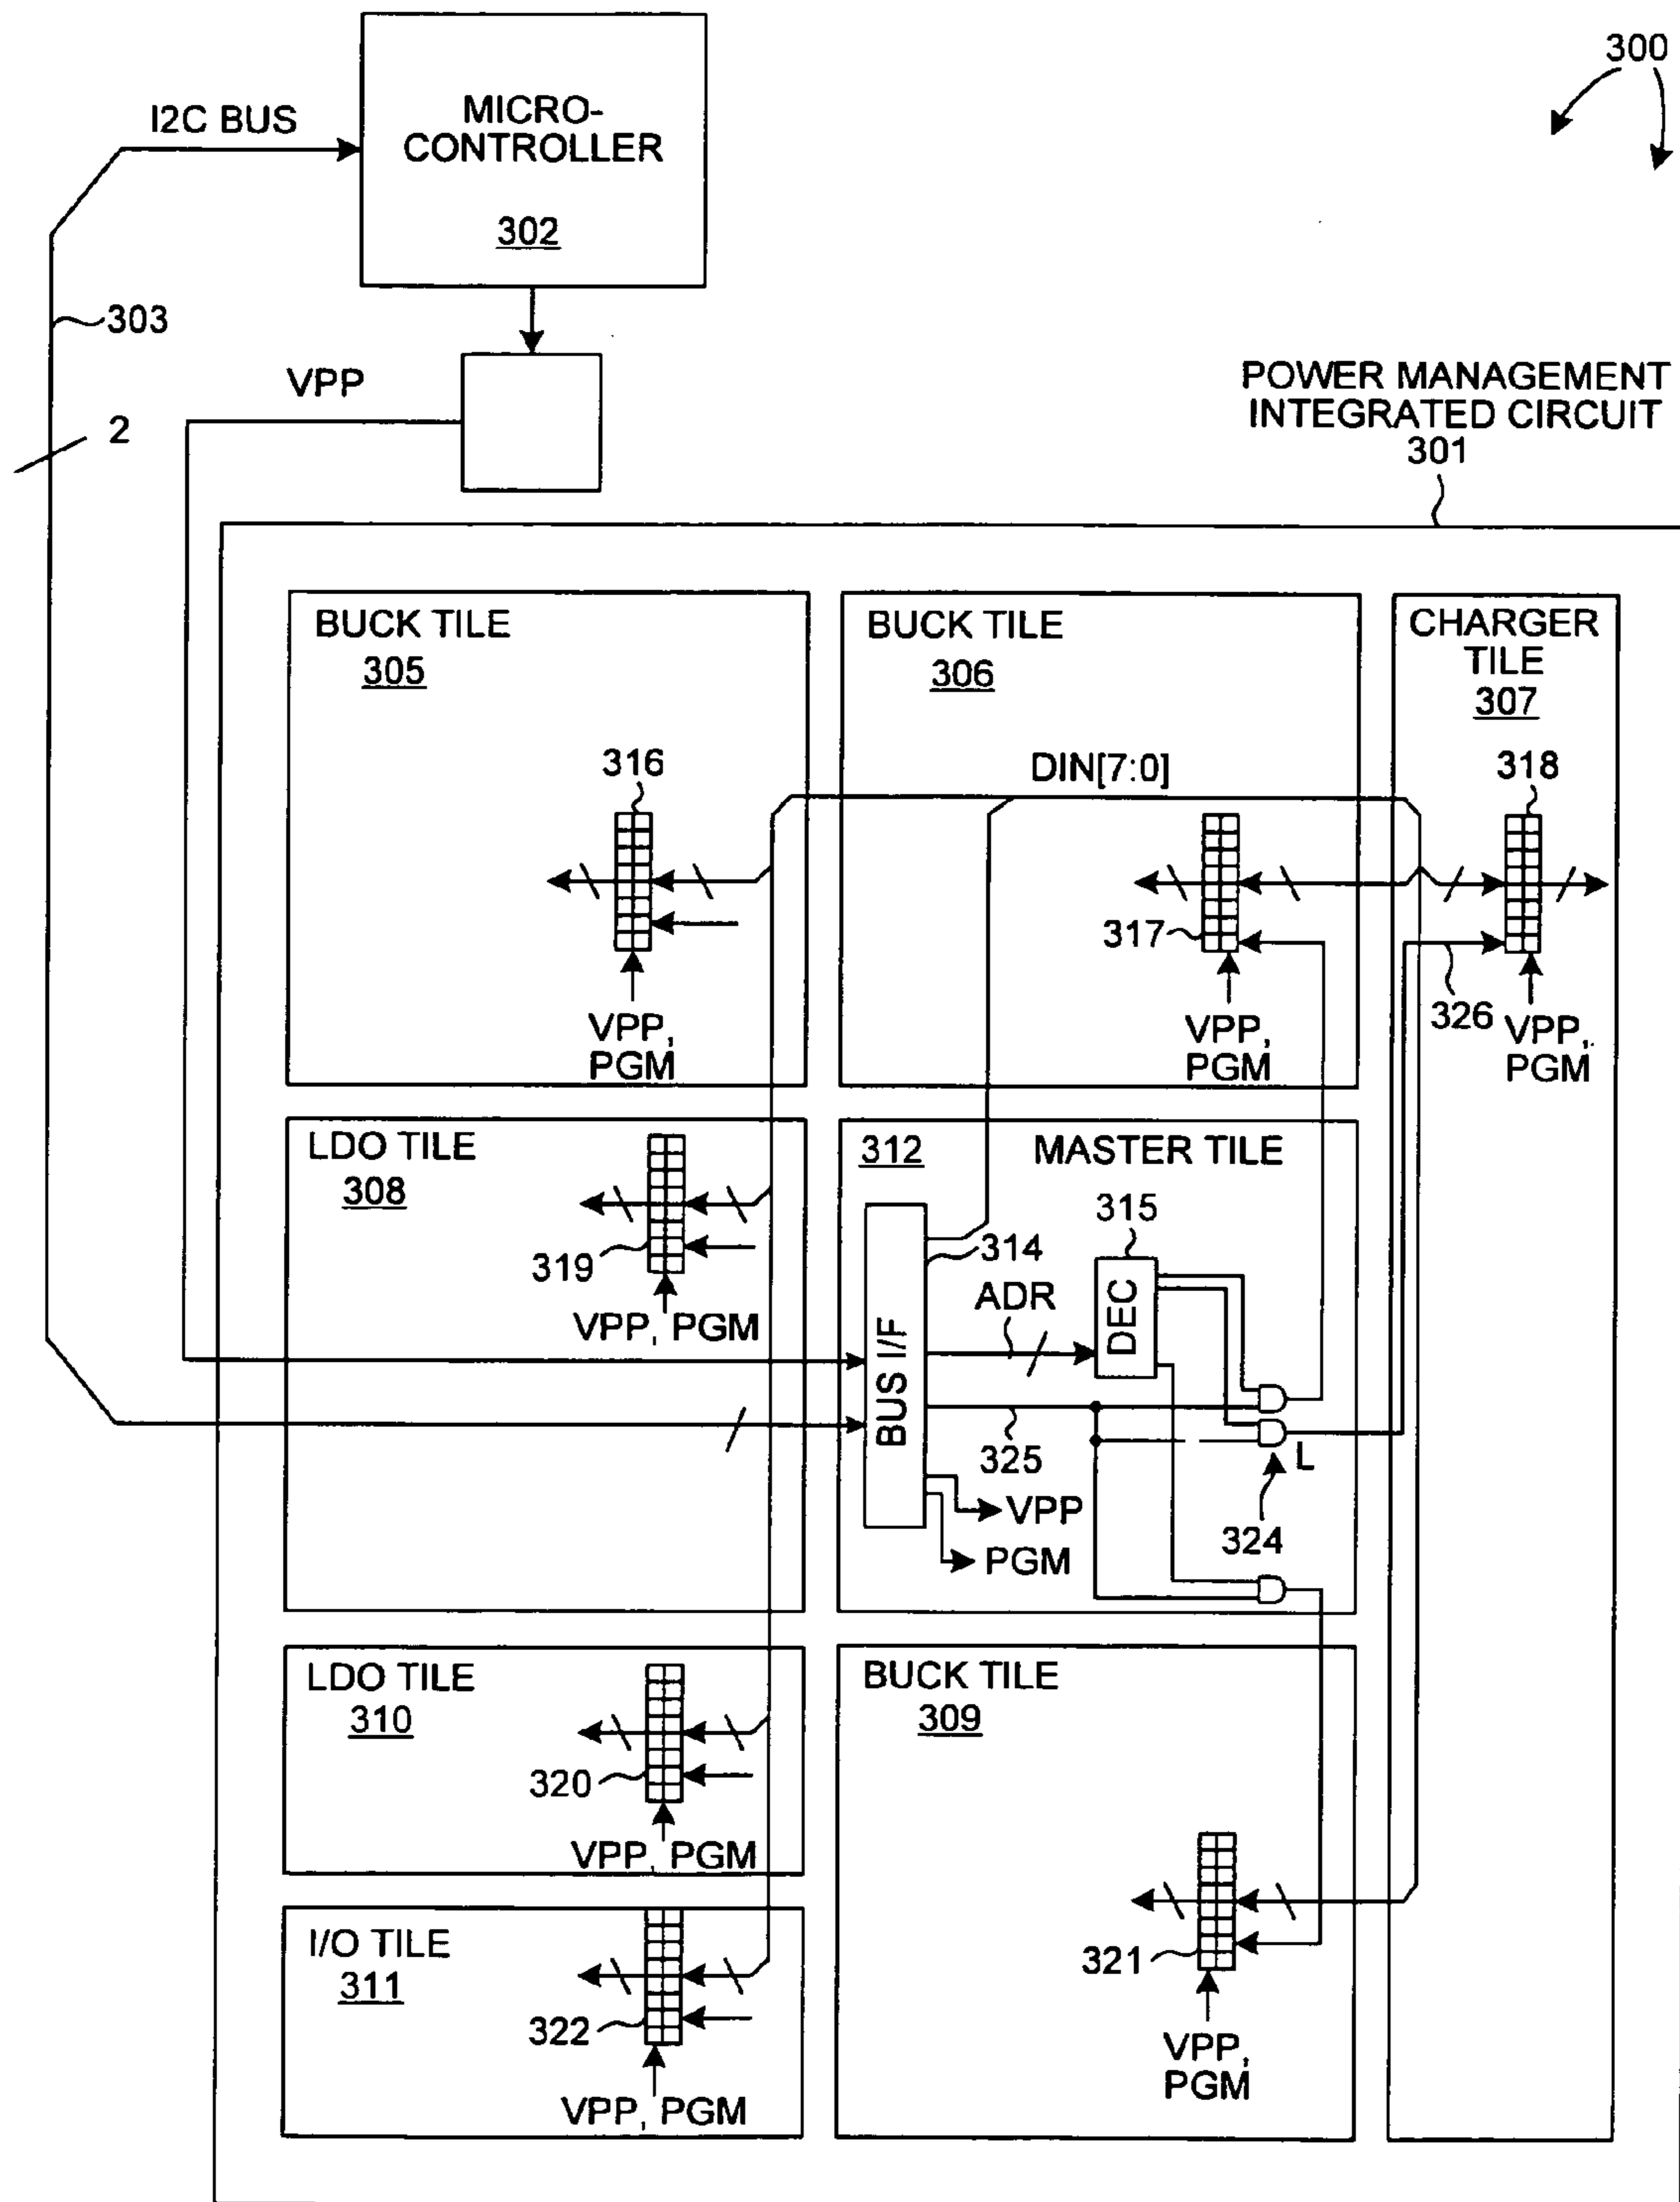 300
I2C BUS
MICRO-
CONTROLLER
302
303
VPP
2
POWER MANAGEMENT
INTEGRATED CIRCUIT
301
BUCK TILE
305
316
VPP,
PGM
BUCK TILE
306
DIN[7:0]
317
VPP,
PGM
CHARGER
TILE
307
318
326
VPP,
PGM
LDO TILE
308
319
VPP, PGM
312
MASTER TILE
314
315
ADR
DEC
BUS I/F
325
L
324
VPP
PGM
LDO TILE
310
320
VPP, PGM
BUCK TILE
309
321
VPP,
PGM
I/O TILE
311
322
VPP, PGM